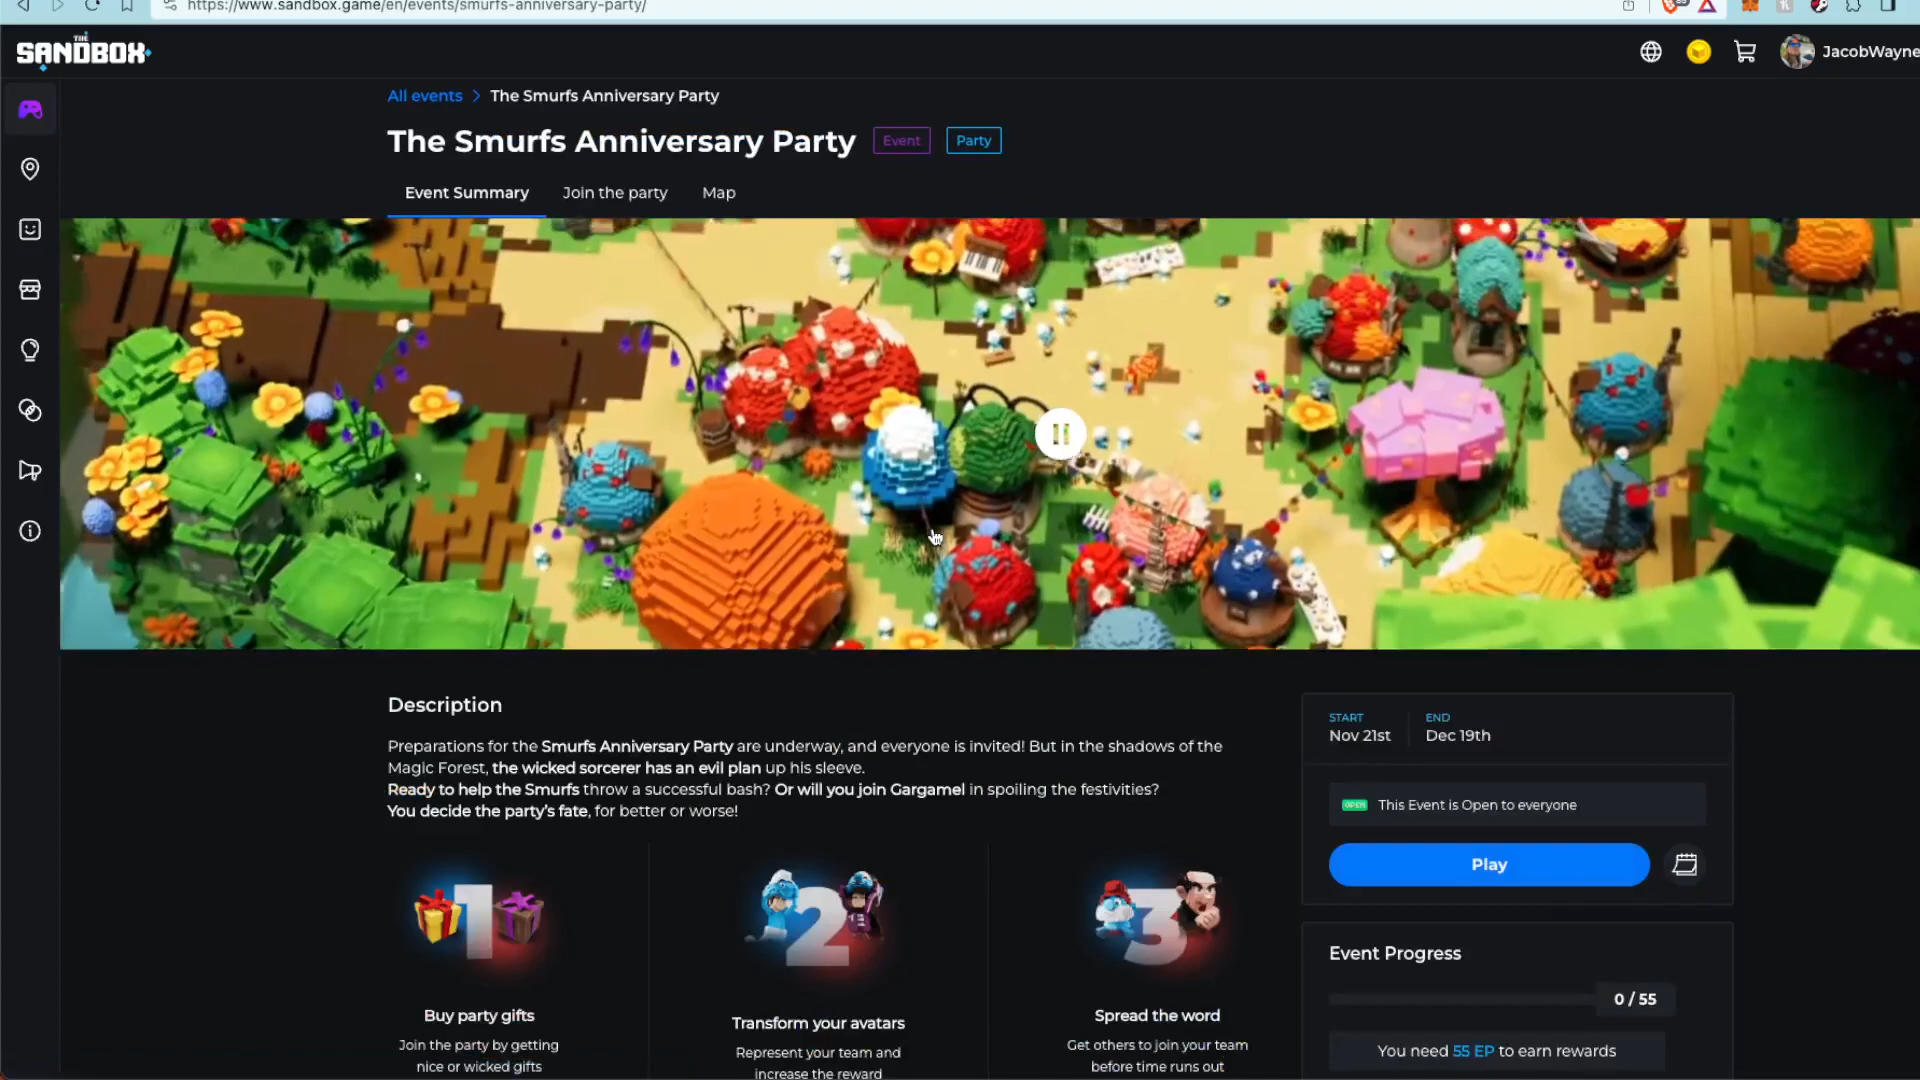 https://www.sandbox.game/en/events/smurfs-anniversary-party/
THE
SANDBOX
JacobWayne
All events > The Smurfs Anniversary Party
The Smurfs Anniversary Party
Event
Party
Event Summary
Join the party
Map
Description
Preparations for the Smurfs Anniversary Party are underway, and everyone is invited! But in the shadows of the
Magic Forest, the wicked sorcerer has an evil plan up his sleeve.
Ready to help the Smurfs throw a successful bash? Or will you join Gargamel in spoiling the festivities?
You decide the party's fate, for better or worse!
1
Buy party gifts
Join the party by getting
nice or wicked gifts
2
Transform your avatars
Represent your team and
increase the reward
3
Spread the word
Get others to join your team
before time runs out
START
Nov 21st
END
Dec 19th
OPEN This Event is Open to everyone
Play
Event Progress
0 / 55
You need 55 EP to earn rewards